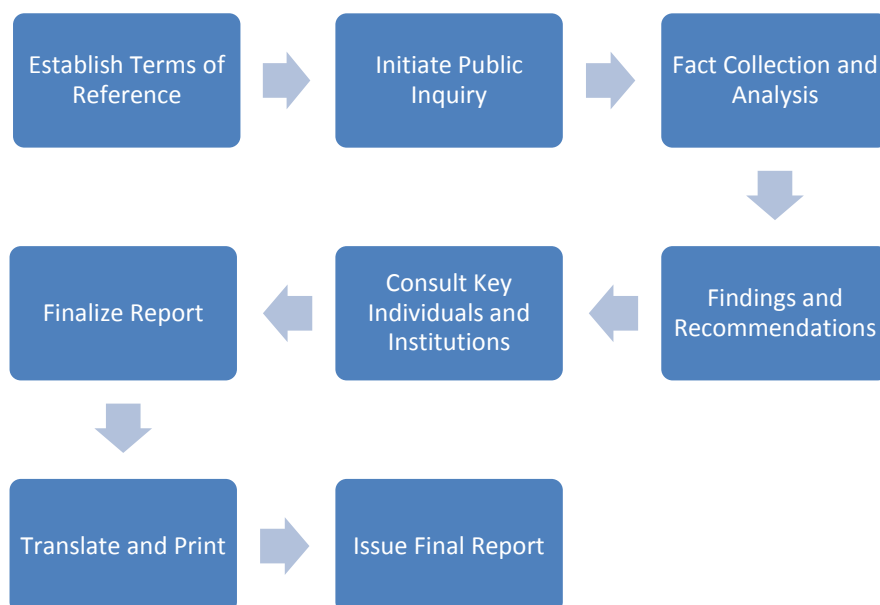 Establish Terms of
Reference
Initiate Public
Inquiry
Fact Collection and
Analysis
Findings and
Recommendations
Consult Key
Individuals and
Institutions
Finalize Report
Translate and Print
Issue Final Report